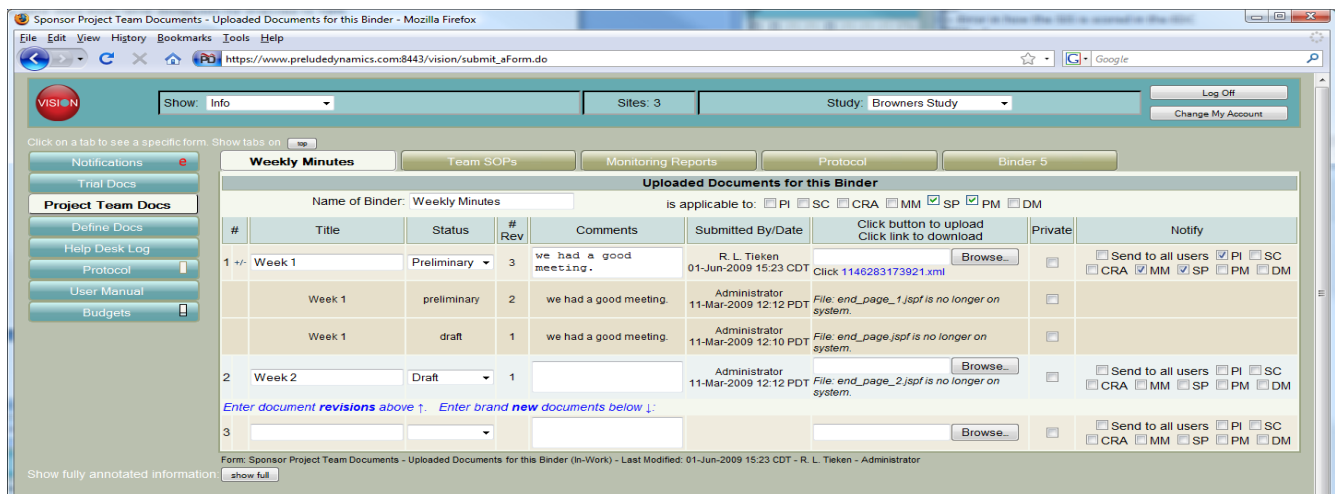 Sponsor Project Team Documents - Uploaded Documents for this Binder - Mozilla Firefox
File Edit View History Bookmarks Tools Help
PD https://www.preludedynamics.com:8443/vision/submit_aForm.do
G Google
VISION
Show: Info
Sites: 3
Study: Browners Study
Log Off
Change My Account
Click on a tab to see a specific form. Show tabs on top
Notifications e
Trial Docs
Project Team Docs
Define Docs
Help Desk Log
Protocol
User Manual
Budgets
Weekly Minutes Team SOPs Monitoring Reports Protocol Binder 5
Uploaded Documents for this Binder
Name of Binder: Weekly Minutes is applicable to: PI SC CRA MM SP PM DM
# Title Status # Rev Comments Submitted By/Date Click button to upload Click link to download Private Notify
1 +/- Week 1 Preliminary 3 we had a good meeting. R. L. Tieken 01-Jun-2009 15:23 CDT Browse... Click 1146283173921.xml Send to all users PI SC CRA MM SP PM DM
Week 1 preliminary 2 we had a good meeting. Administrator 11-Mar-2009 12:12 PDT File: end_page_1.jspf is no longer on system.
Week 1 draft 1 we had a good meeting. Administrator 11-Mar-2009 12:10 PDT File: end_page.jspf is no longer on system.
2 Week 2 Draft 1 Administrator 11-Mar-2009 12:12 PDT Browse... File: end_page_2.jspf is no longer on system. Send to all users PI SC CRA MM SP PM DM
Enter document revisions above ↑. Enter brand new documents below ↓:
3 Browse... Send to all users PI SC CRA MM SP PM DM
Form: Sponsor Project Team Documents - Uploaded Documents for this Binder (In-Work) - Last Modified: 01-Jun-2009 15:23 CDT - R. L. Tieken - Administrator
Show fully annotated information: show full